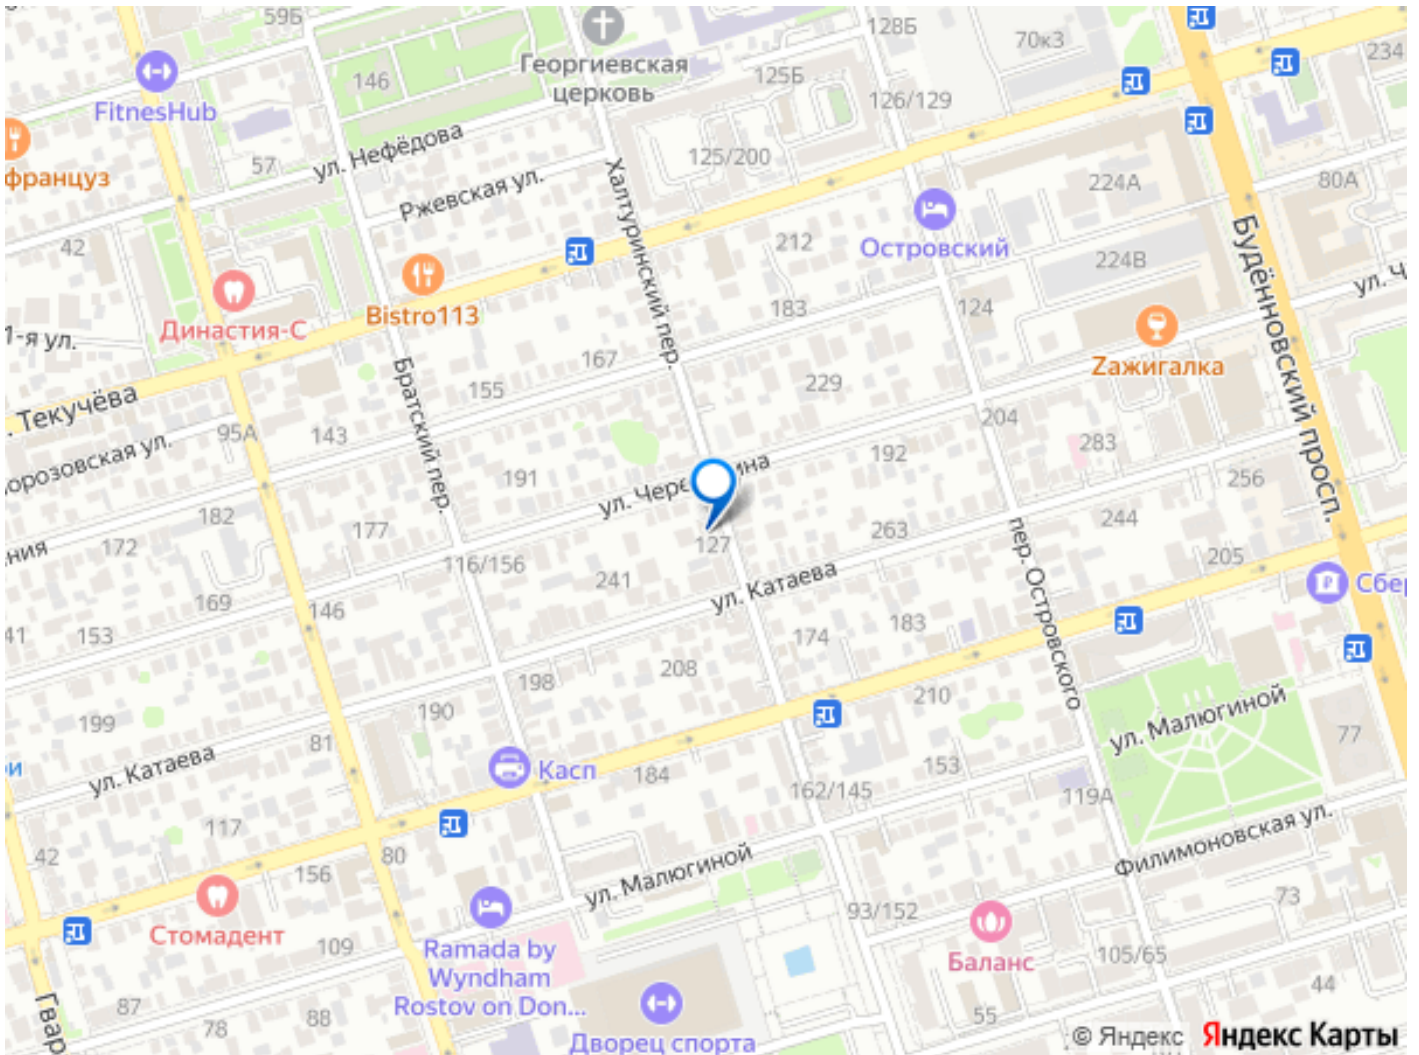 59Б
128Б
70к3
234
FitnesHub
146
Георгиевская
церковь
125Б
126/129
француз
57
ул. Нефёдова
Ржевская ул.
125/200
224А
80А
Халтуринский пер.
42
212
Островский
224В
Будённовский просп.
ул. Ч
Династия-С
Bistro113
183
124
1-я ул.
Zажигалка
167
155
229
. Текучёва
Братский пер.
204
95А
143
283
орозовская ул.
191
ул. Чере
ина
192
256
182
177
127
263
244
ния
172
116/156
241
ул. Катаева
205
Сбер
пер. Островского
169
146
41
153
174
183
208
198
210
199
190
81
ул. Малюгиной
77
ри
ул. Катаева
Касп
184
153
162/145
119А
117
42
80
Филимоновская ул.
156
ул. Малюгиной
73
93/152
Стомадент
109
Ramada by
Wyndham
Rostov on Don...
Баланс
105/65
44
Гвар
87
78
88
55
Дворец спорта
© Яндекс Яндекс Карты